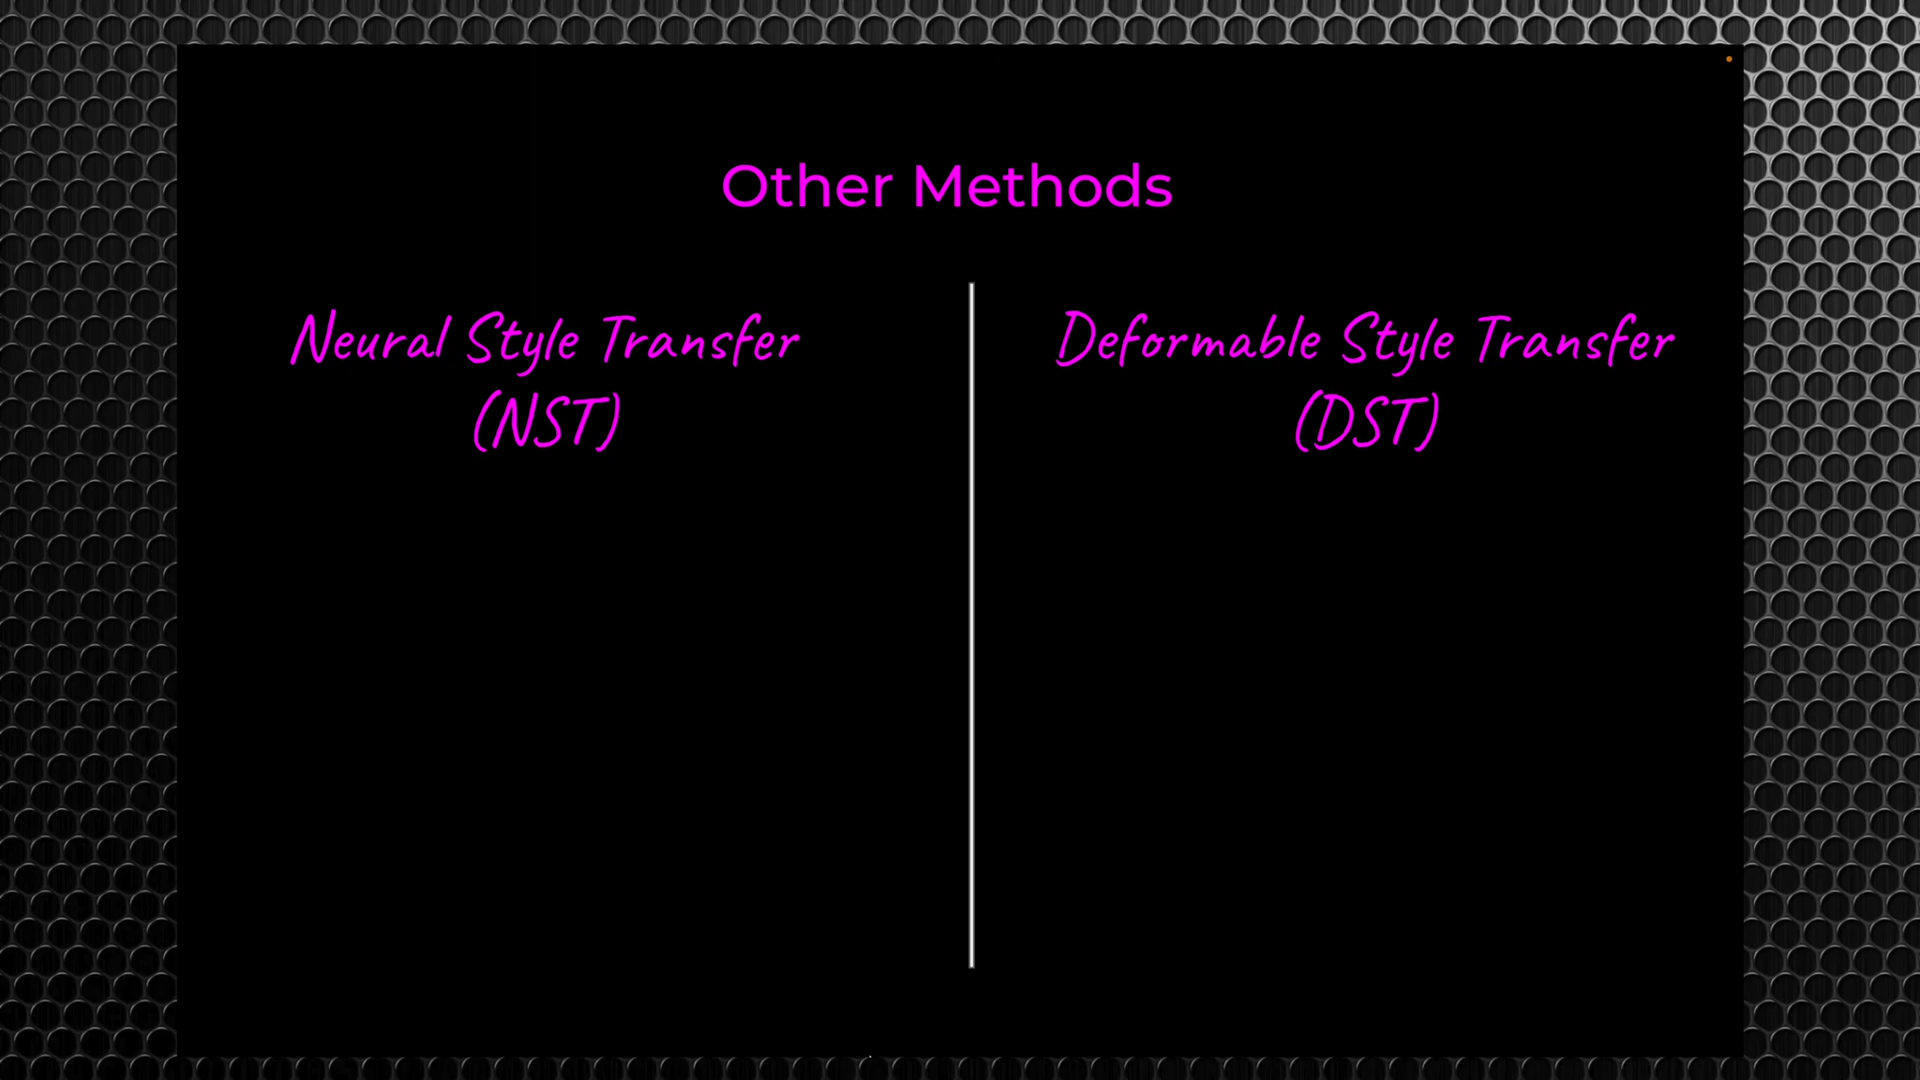 Other Methods
Neural Style Transfer
(NST)
Deformable Style Transfer
(DST)